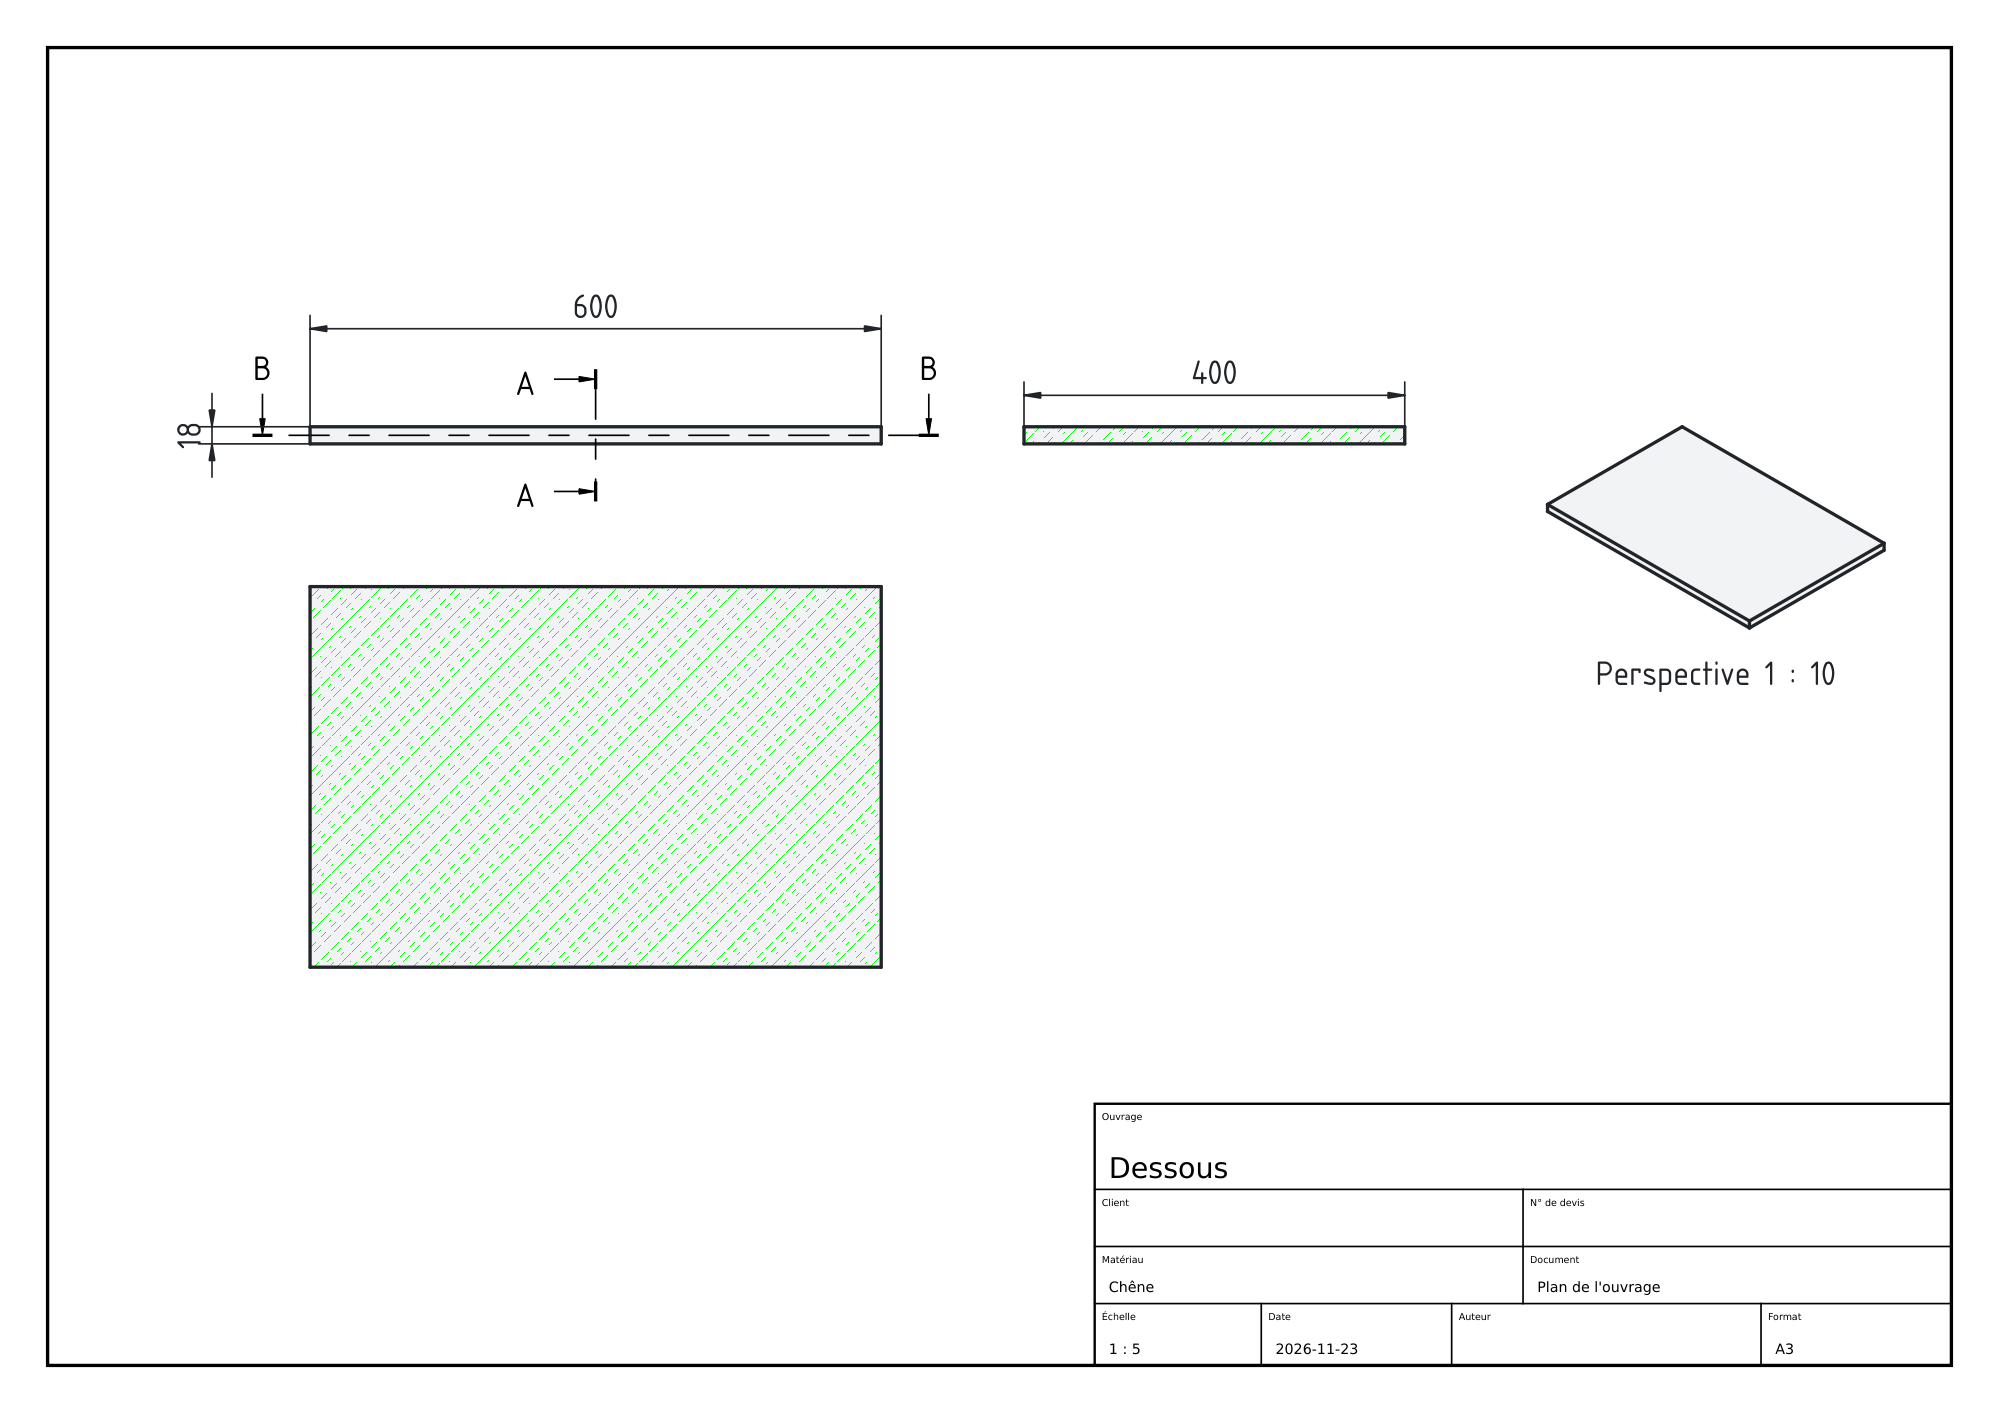 600
B
A
B
400
18
A
Perspective 1 : 10
Ouvrage
Dessous
Client
N° de devis
Matériau
Chêne
Document
Plan de l'ouvrage
Échelle
1 : 5
Date
2026-11-23
Auteur
Format
A3